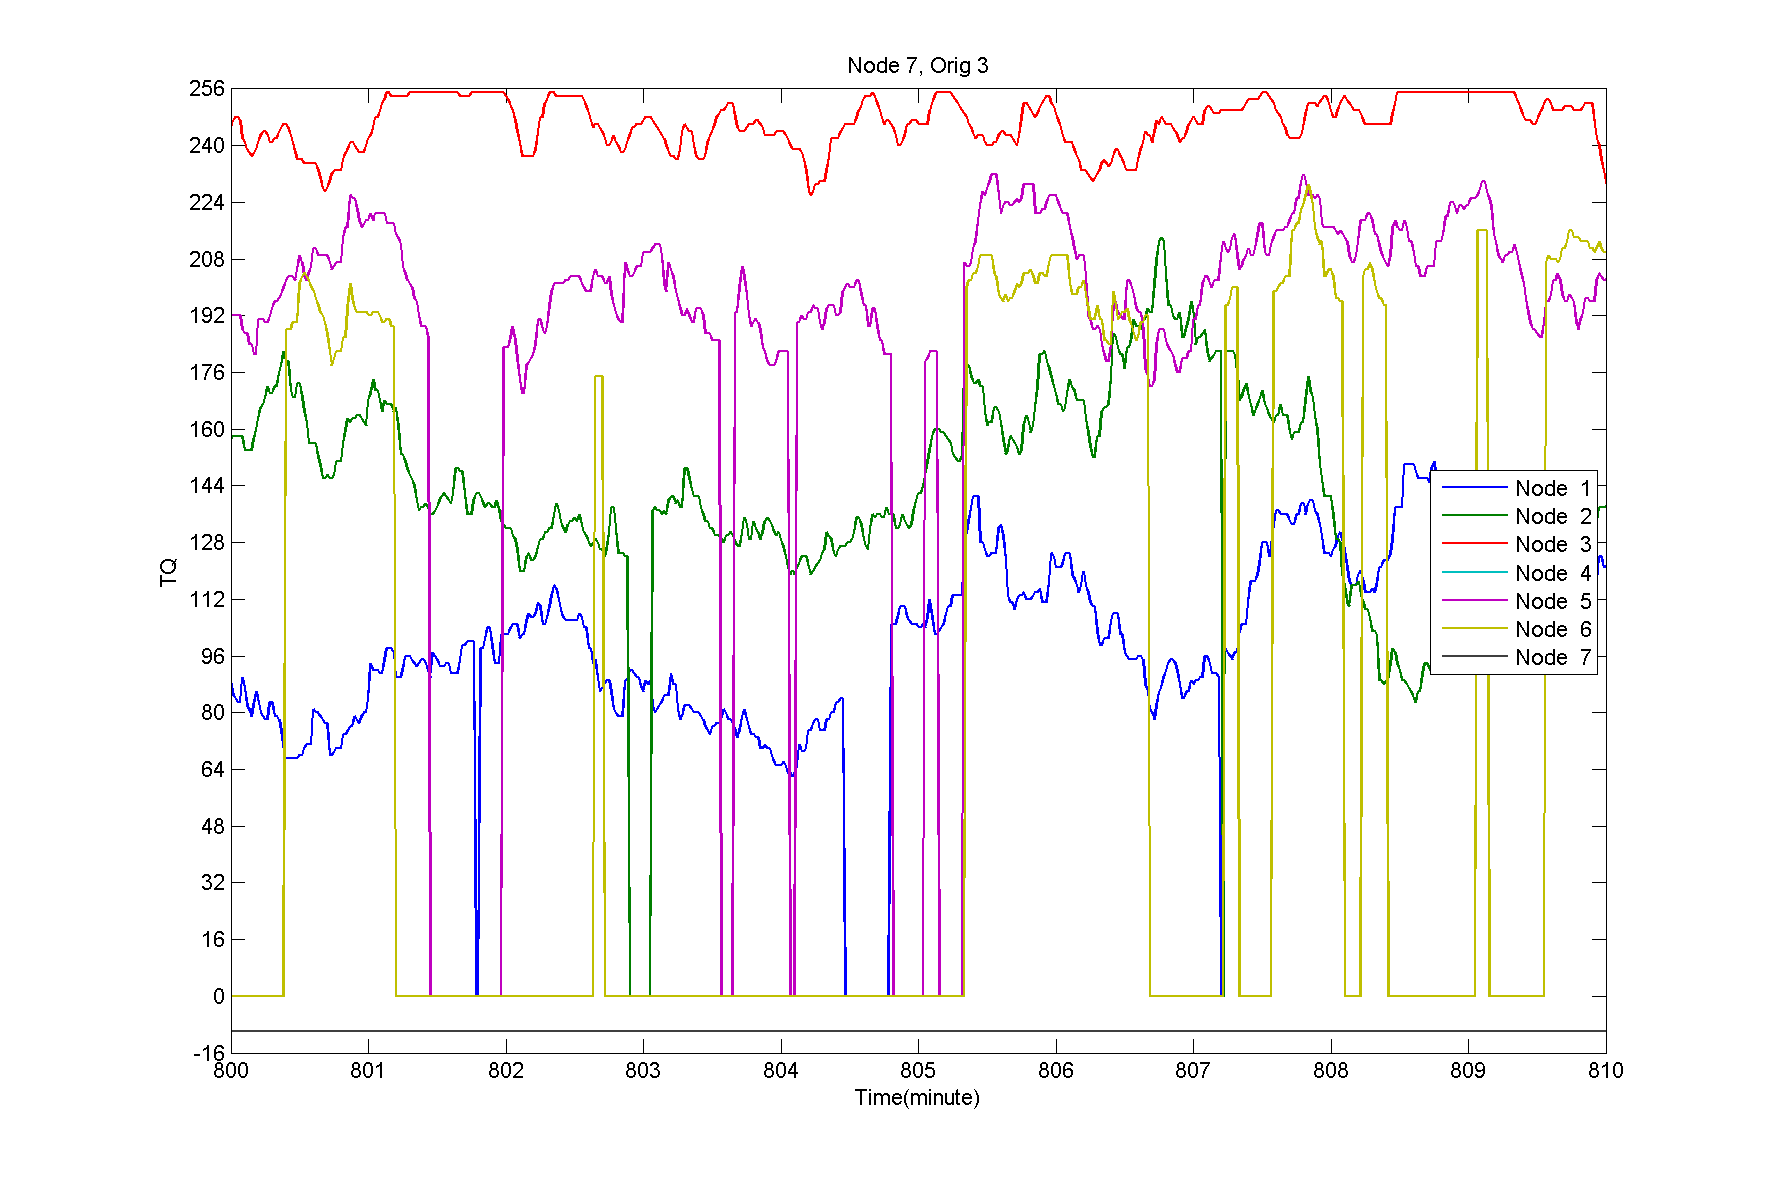 Node 7, Orig 3
256
240
224
208
192
176
160
144
128
112
96
80
64
48
32
16
0
-16
TQ
Node 1
Node 2
Node 3
Node 4
Node 5
Node 6
Node 7
800 801 802 803 804 805 806 807 808 809 810
Time(minute)